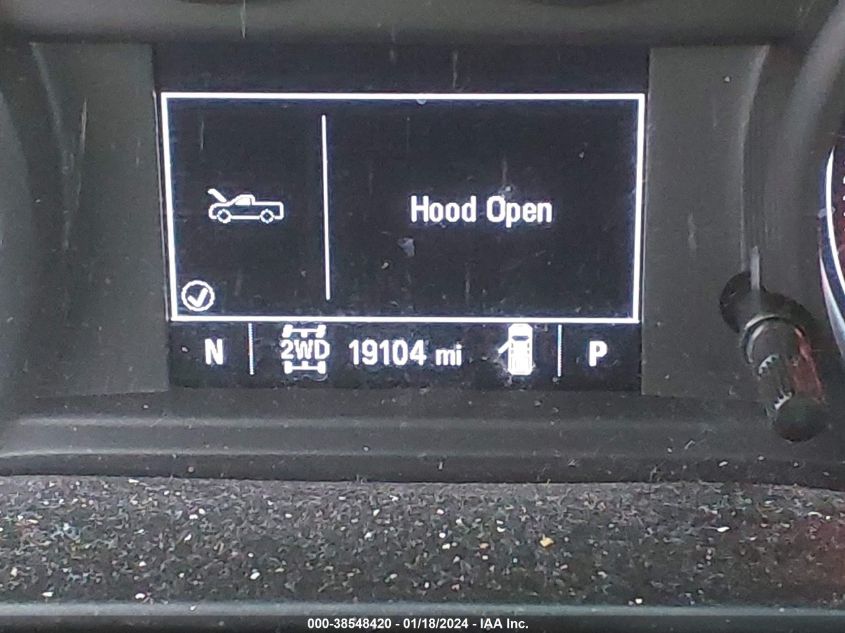 Hood Open
N 2WD 19104 mi P
000-38548420 - 01/18/2024 - IAA Inc.